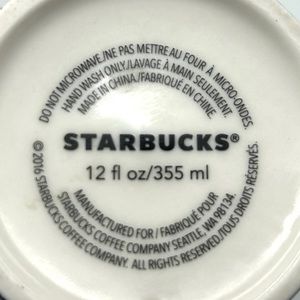 DO NOT MICROWAVE/NE PAS METTRE AU FOUR À MICRO-ONDES.
HAND WASH ONLY/LAVAGE À MAIN SEULEMENT.
MADE IN CHINA/FABRIQUÉ EN CHINE
STARBUCKS®
12 fl oz/355 ml
MANUFACTURED FOR / FABRIQUÉ POUR
STARBUCKS COFFEE COMPANY SEATTLE, WA 98134.
©2016 STARBUCKS COFFEE COMPANY. ALL RIGHTS RESERVED./TOUS DROITS RÉSERVÉS.